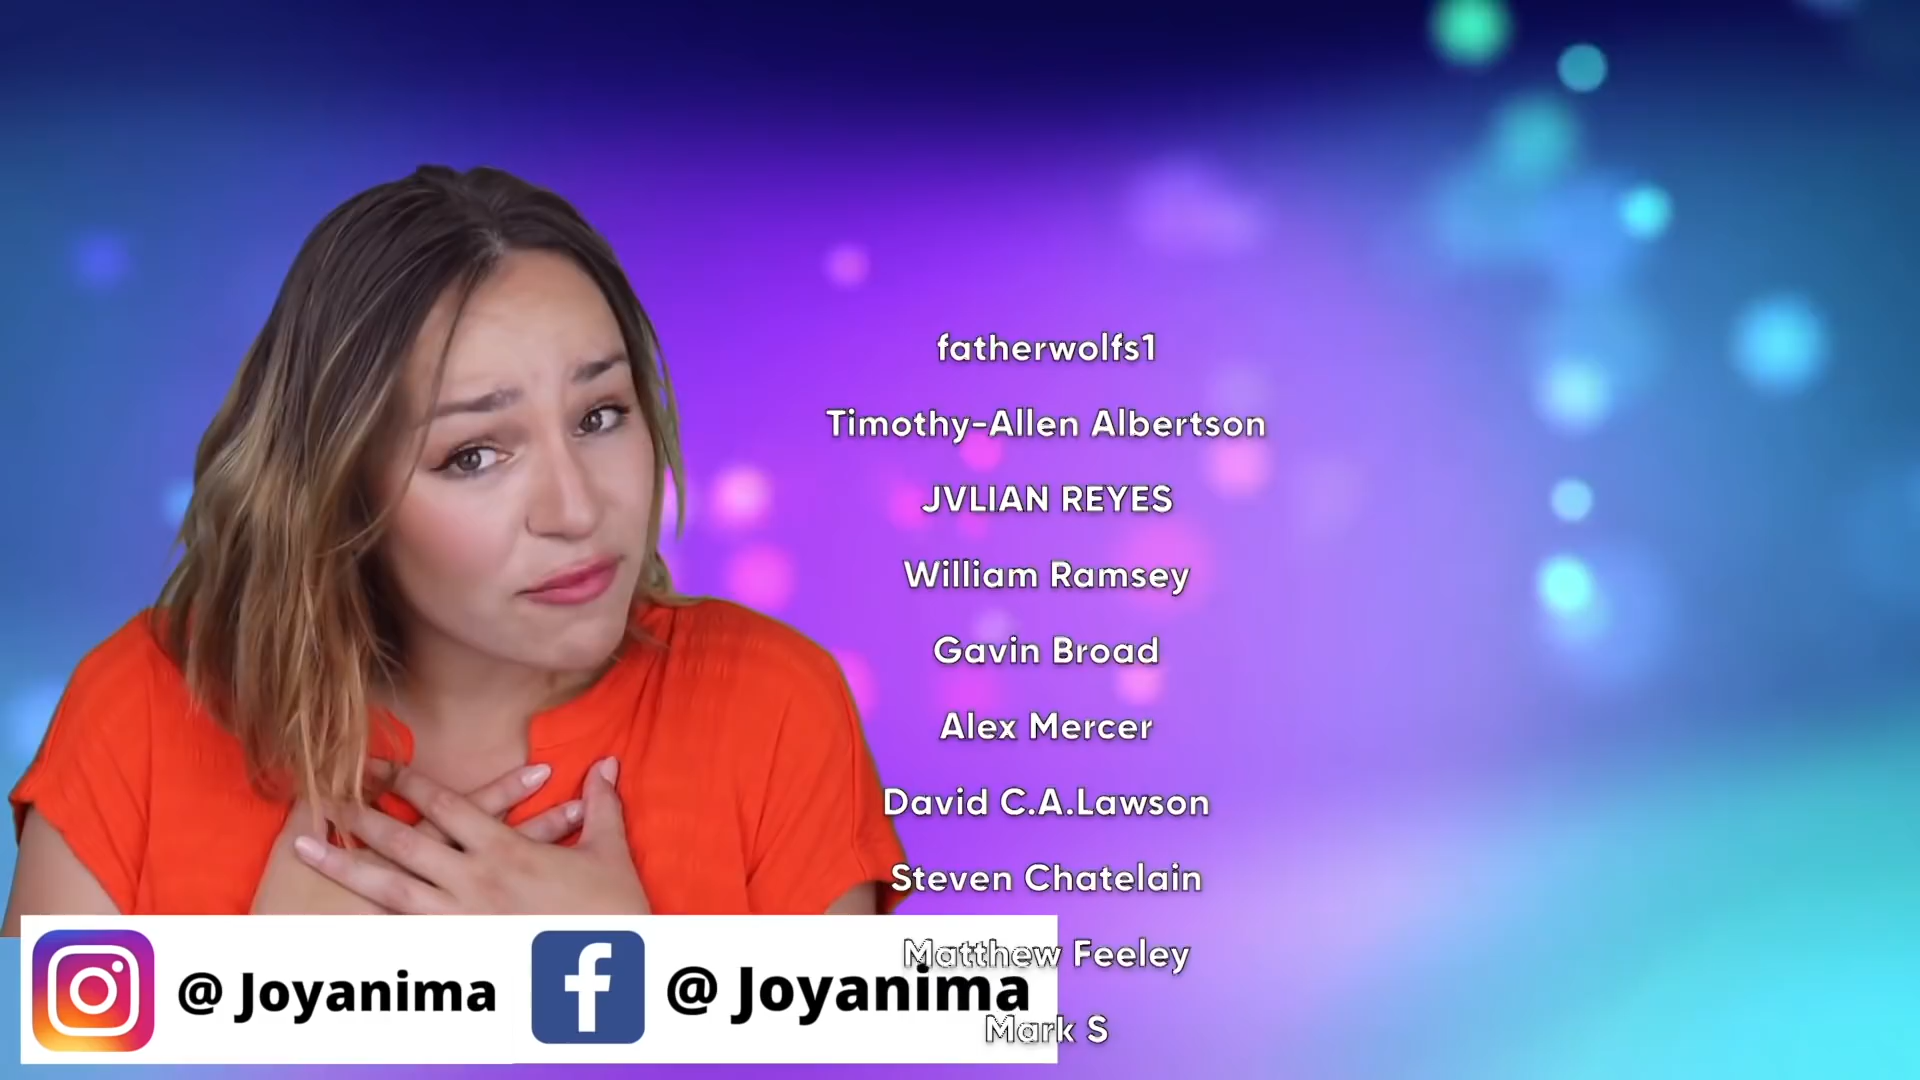 fatherwolfs1
Timothy-Allen Albertson
JVLIAN REYES
William Ramsey
Gavin Broad
Alex Mercer
David C.A.Lawson
Steven Chatelain
Matthew Feeley
@ Joyanima
@ Joyanima
Mark S